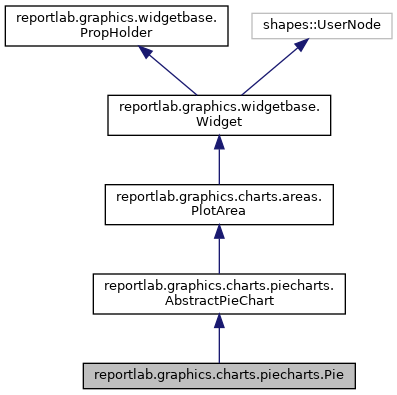 reportlab.graphics.widgetbase.
PropHolder
shapes::UserNode
reportlab.graphics.widgetbase.
Widget
reportlab.graphics.charts.areas.
PlotArea
reportlab.graphics.charts.piecharts.
AbstractPieChart
reportlab.graphics.charts.piecharts.Pie